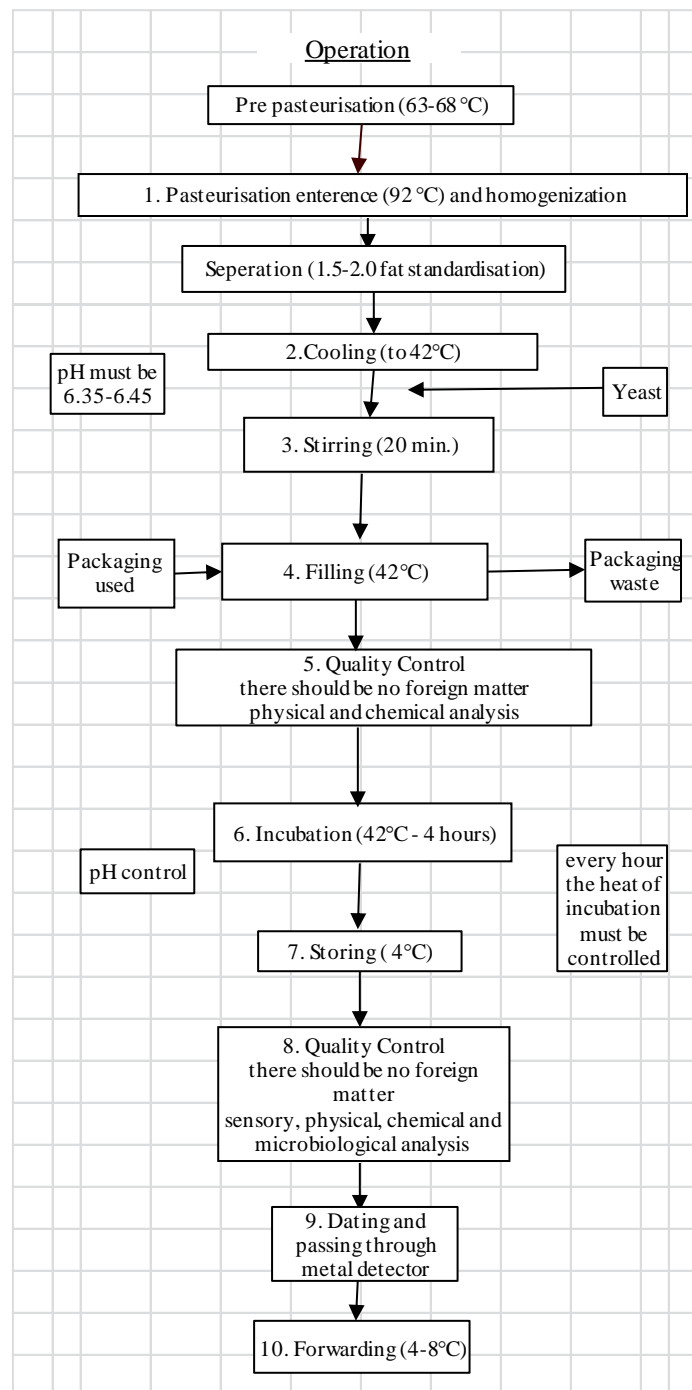 Operation
Pre pasteurisation (63-68 °C)
1. Pasteurisation enterence (92 °C) and homogenization
Seperation (1.5-2.0 fat standardisation)
2.Cooling (to 42°C)
pH must be
6.35-6.45
Yeast
3. Stirring (20 min.)
Packaging
used
4. Filling (42°C)
Packaging
waste
5. Quality Control
there should be no foreign matter
physical and chemical analysis
6. Incubation (42°C - 4 hours)
pH control
every hour
the heat of
incubation
must be
controlled
7. Storing ( 4°C)
8. Quality Control
there should be no foreign
matter
sensory, physical, chemical and
microbiological analysis
9. Dating and
passing through
metal detector
10. Forwarding (4-8°C)